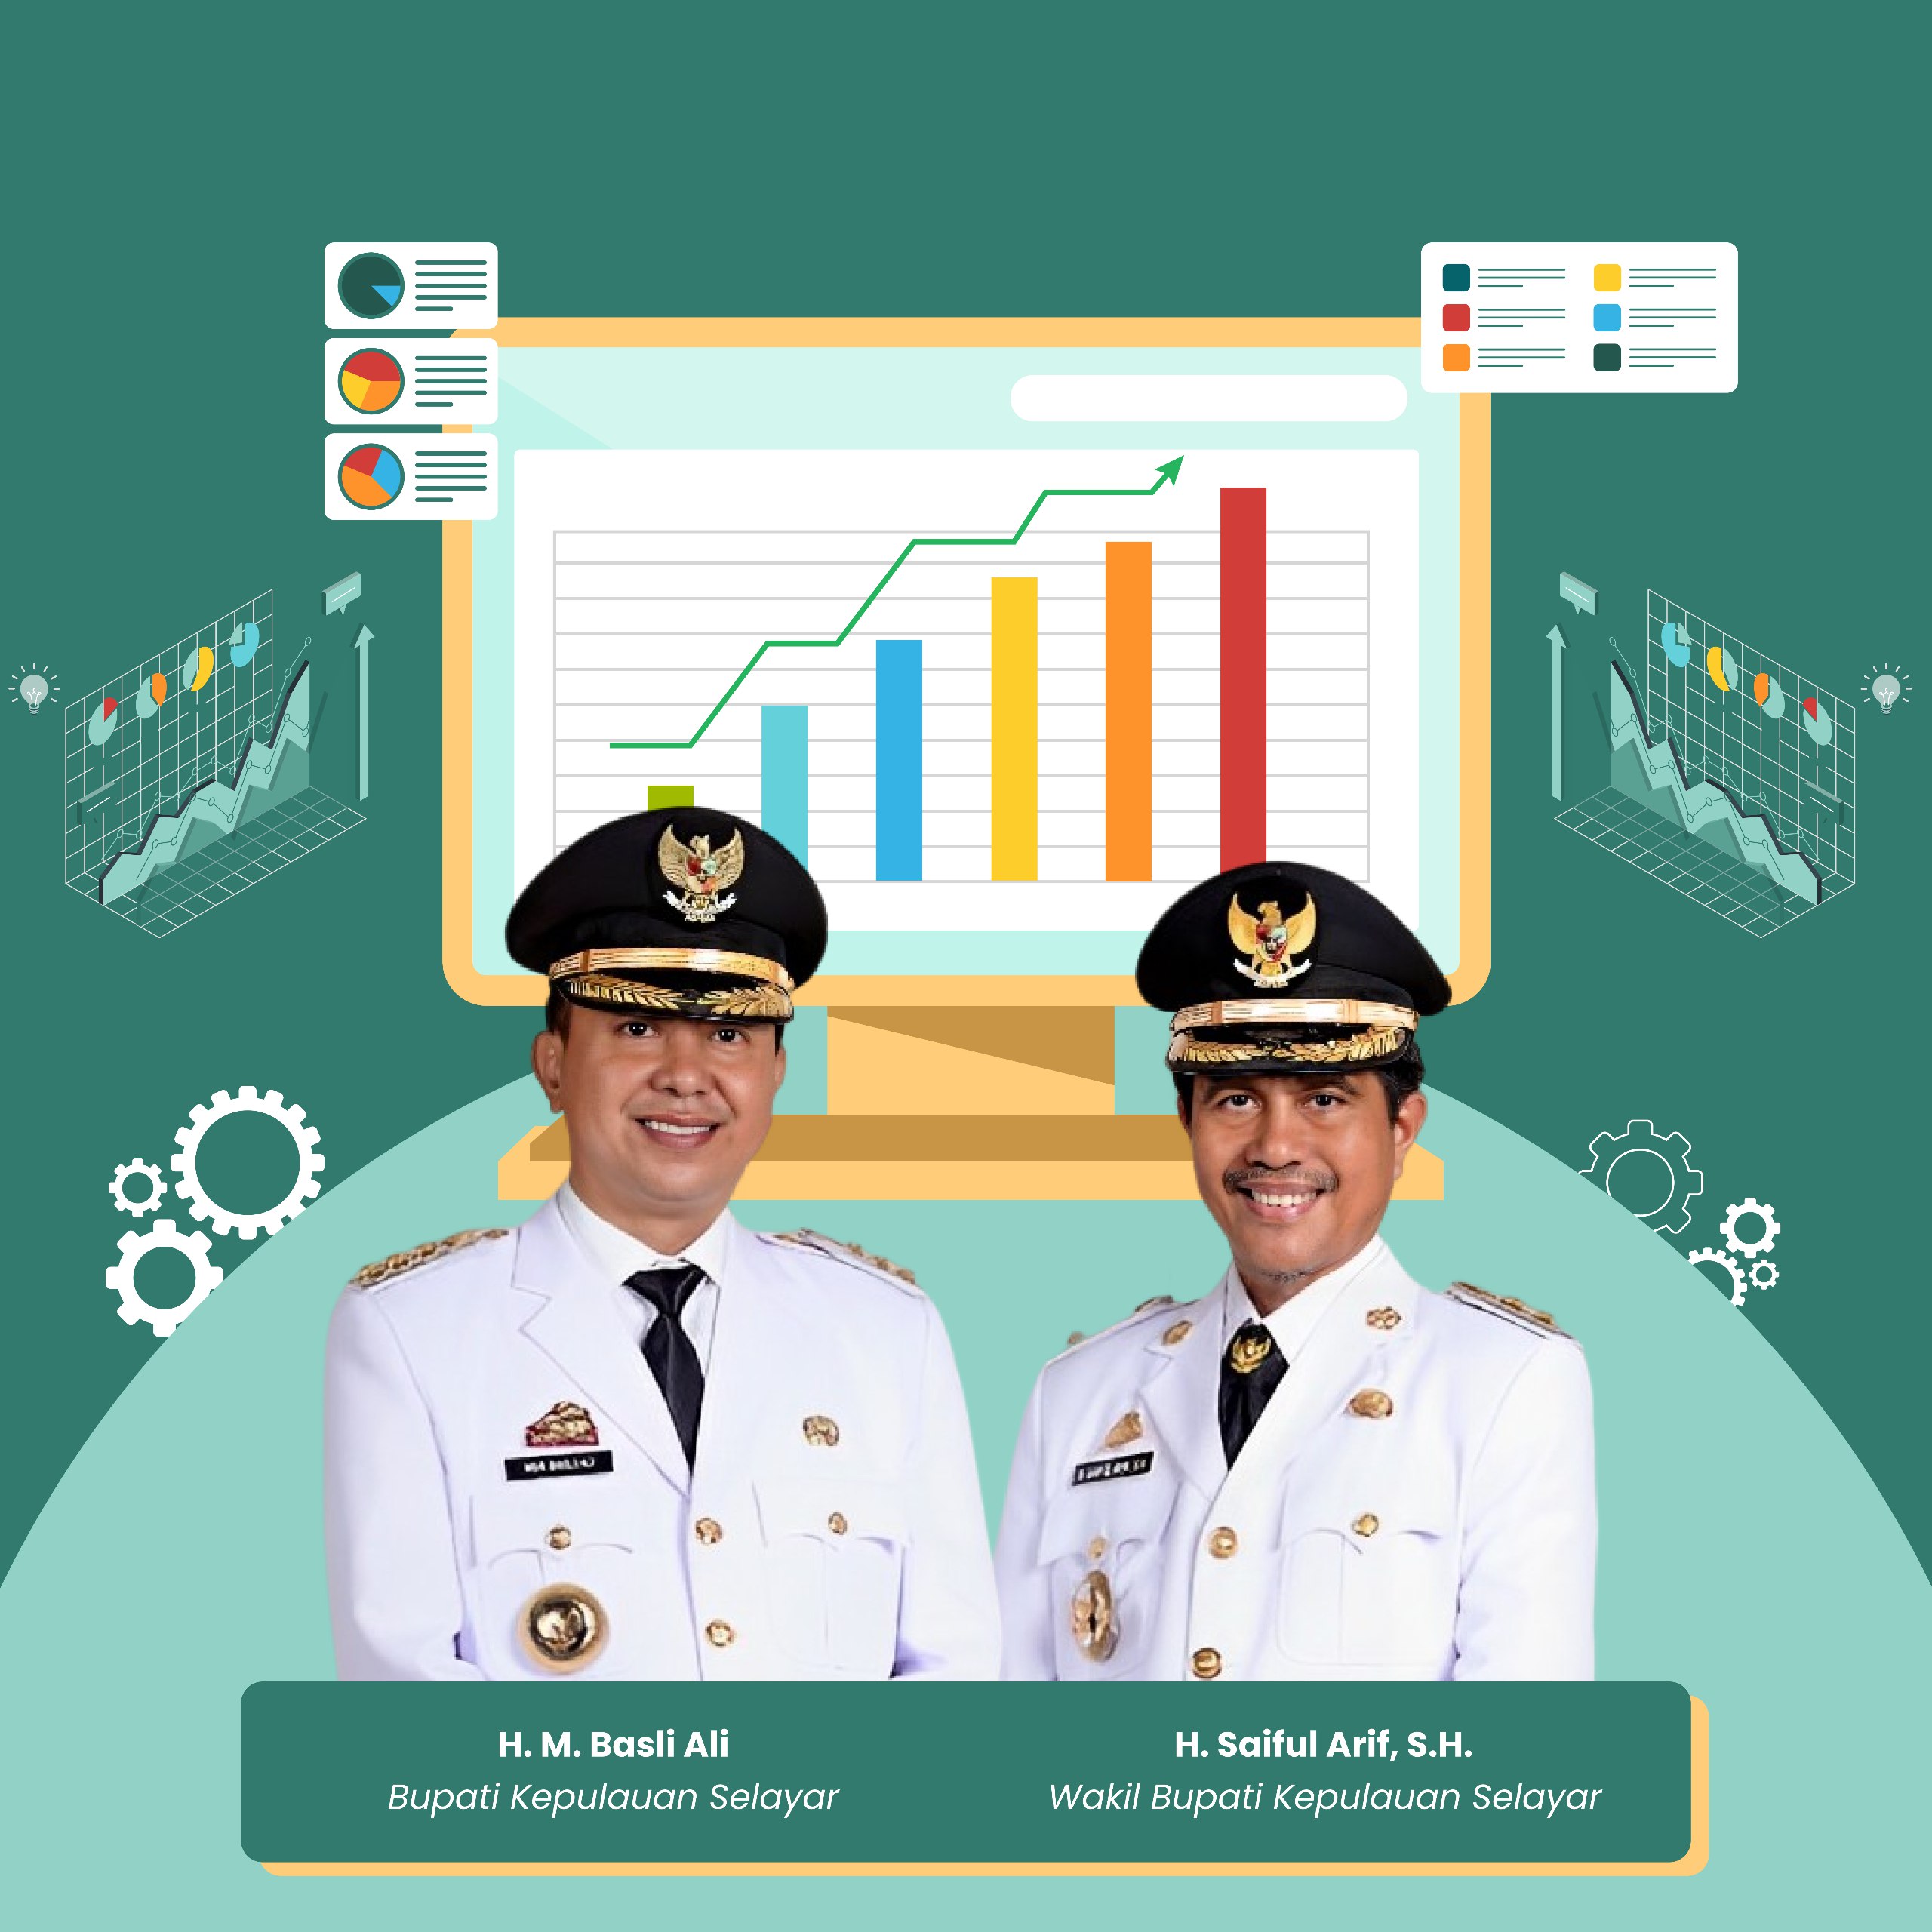 H. M. Basli Ali
Bupati Kepulauan Selayar
H. Saiful Arif, S.H.
Wakil Bupati Kepulauan Selayar